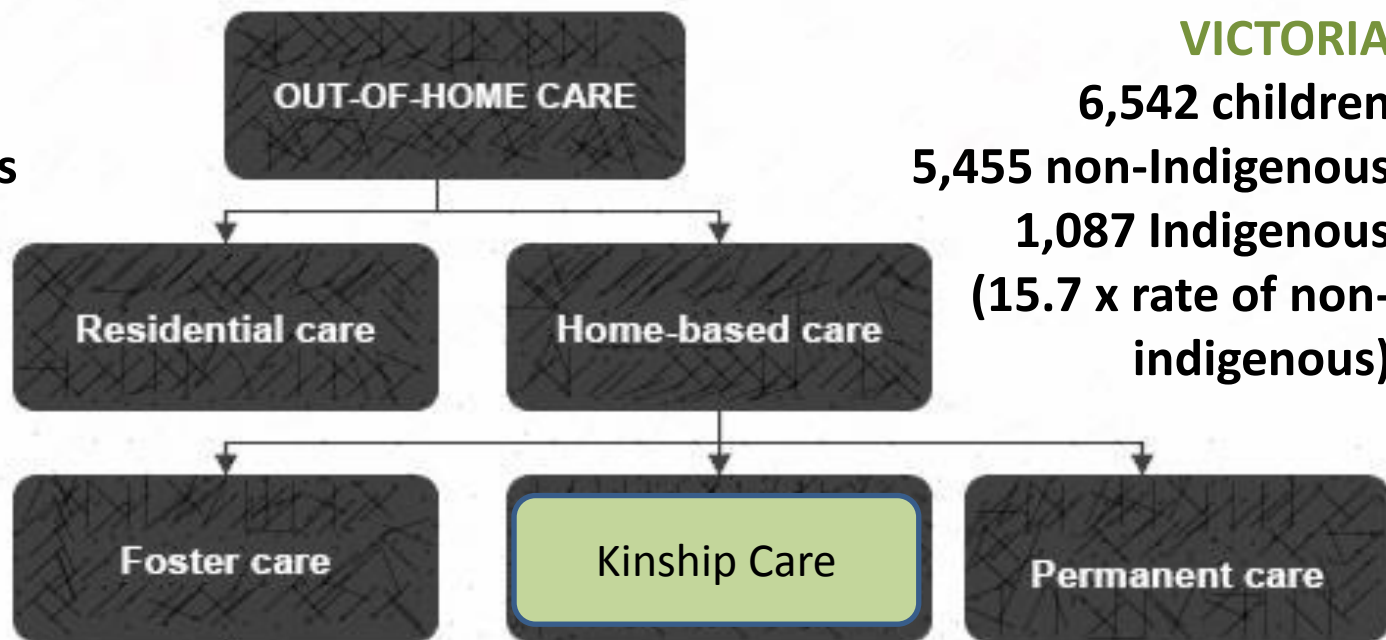 VICTORIA
OUT-OF-HOME CARE
6,542 children
s
5,455 non-Indigenous
1,087 Indigenous
(15.7 x rate of non-
indigenous)
Residential care
Home-based care
Foster care
Kinship Care
Permanent care